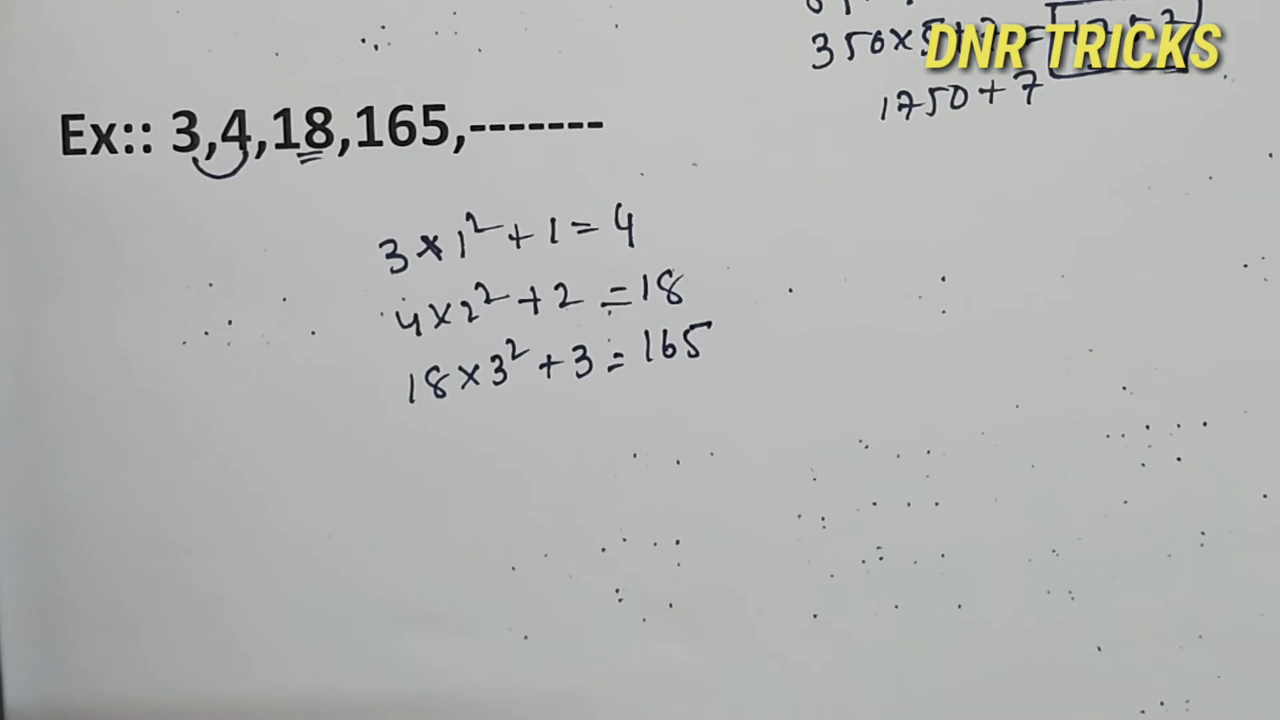 350×5
DNR TRICKS
1750+7
Ex:: 3,4,18,165,-------
3×1²+1=4
4×2²+2=18
18×3²+3=165